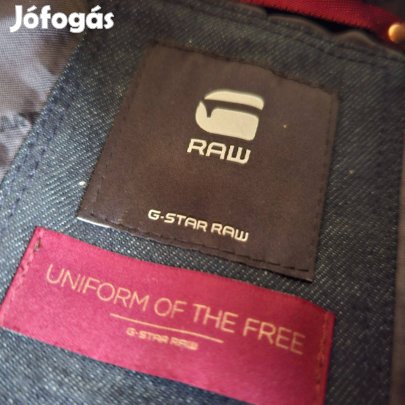 Jófogás
RAW
G-STAR RAW
UNIFORM OF THE FREE
G-STAR RAW